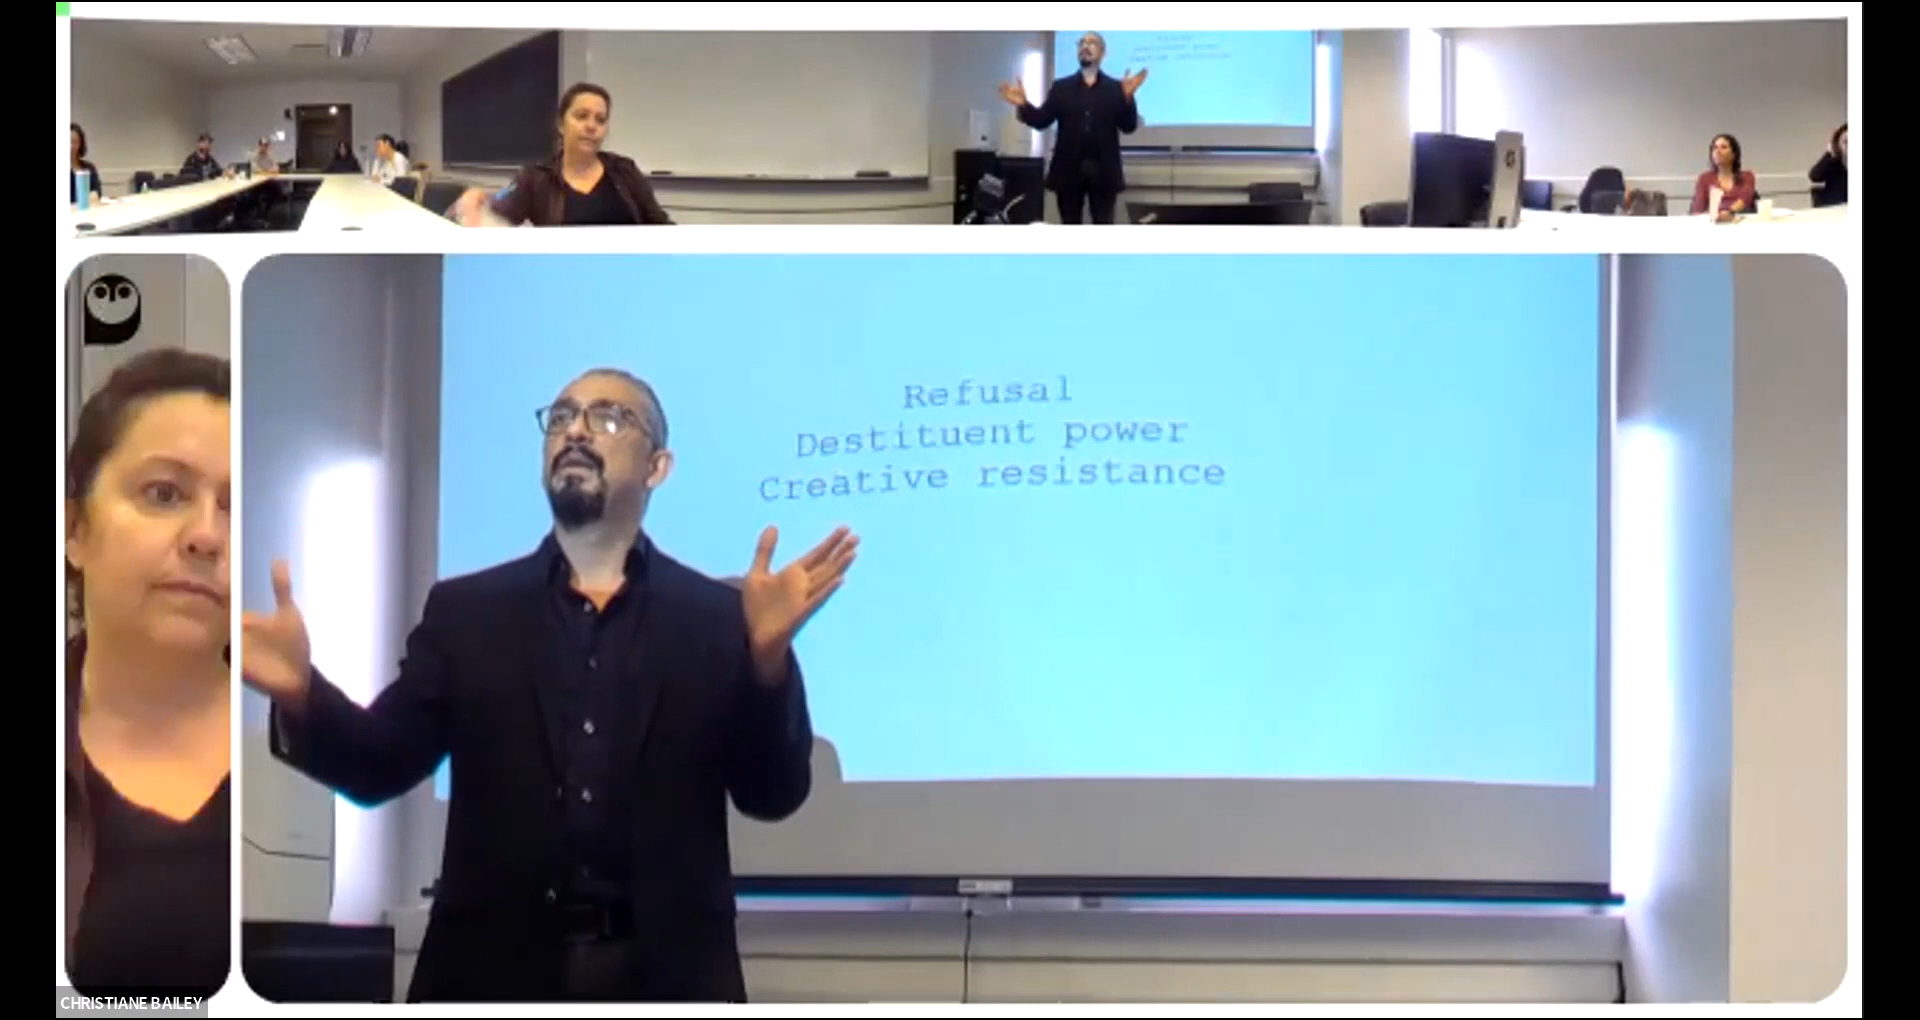 Refusal
Destituent power
Creative resistance
CHRISTIANE BAILEY